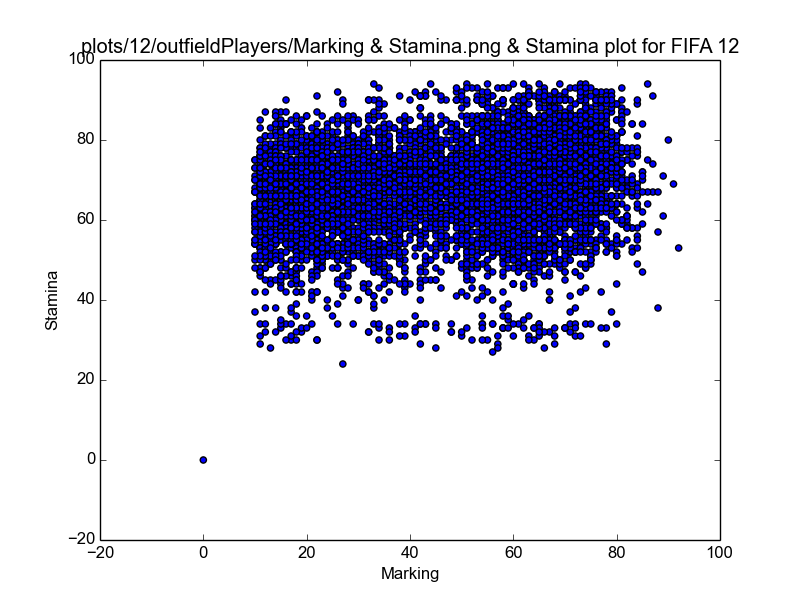 plots/12/outfieldPlayers/Marking & Stamina.png & Stamina plot for FIFA 12
100
80
60
40
20
0
−20
Stamina
−20 0 20 40 60 80 100
Marking